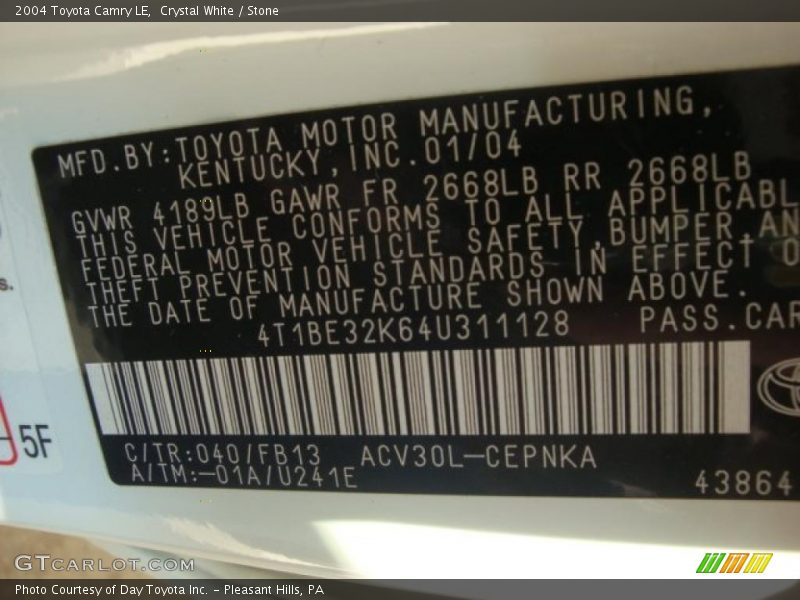 2004 Toyota Camry LE,  Crystal White / Stone
MFD.BY:TOYOTA MOTOR MANUFACTURING,
KENTUCKY,INC.01/04
GVWR 4189LB GAWR FR 2668LB RR 2668LB
THIS VEHICLE CONFORMS TO ALL APPLICABL
FEDERAL MOTOR VEHICLE SAFETY,BUMPER,AN
THEFT PREVENTION STANDARDS IN EFFECT O
THE DATE OF MANUFACTURE SHOWN ABOVE.
4T1BE32K64U311128 PASS.CAR
s.
5F
C/TR:040/FB13 ACV30L-CEPNKA
A/TM:-01A/U241E
43864
GTCARLOT.COM
Photo Courtesy of Day Toyota Inc. - Pleasant Hills, PA